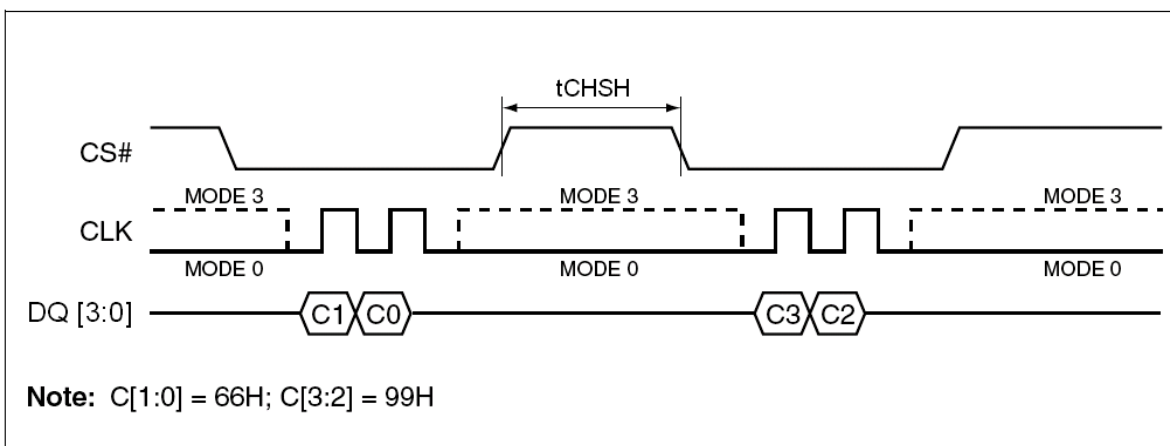 tCHSH
CS#
MODE 3 MODE 3 MODE 3
CLK
MODE 0 MODE 0 MODE 0
DQ [3:0] C1 C0 C3 C2
Note: C[1:0] = 66H; C[3:2] = 99H